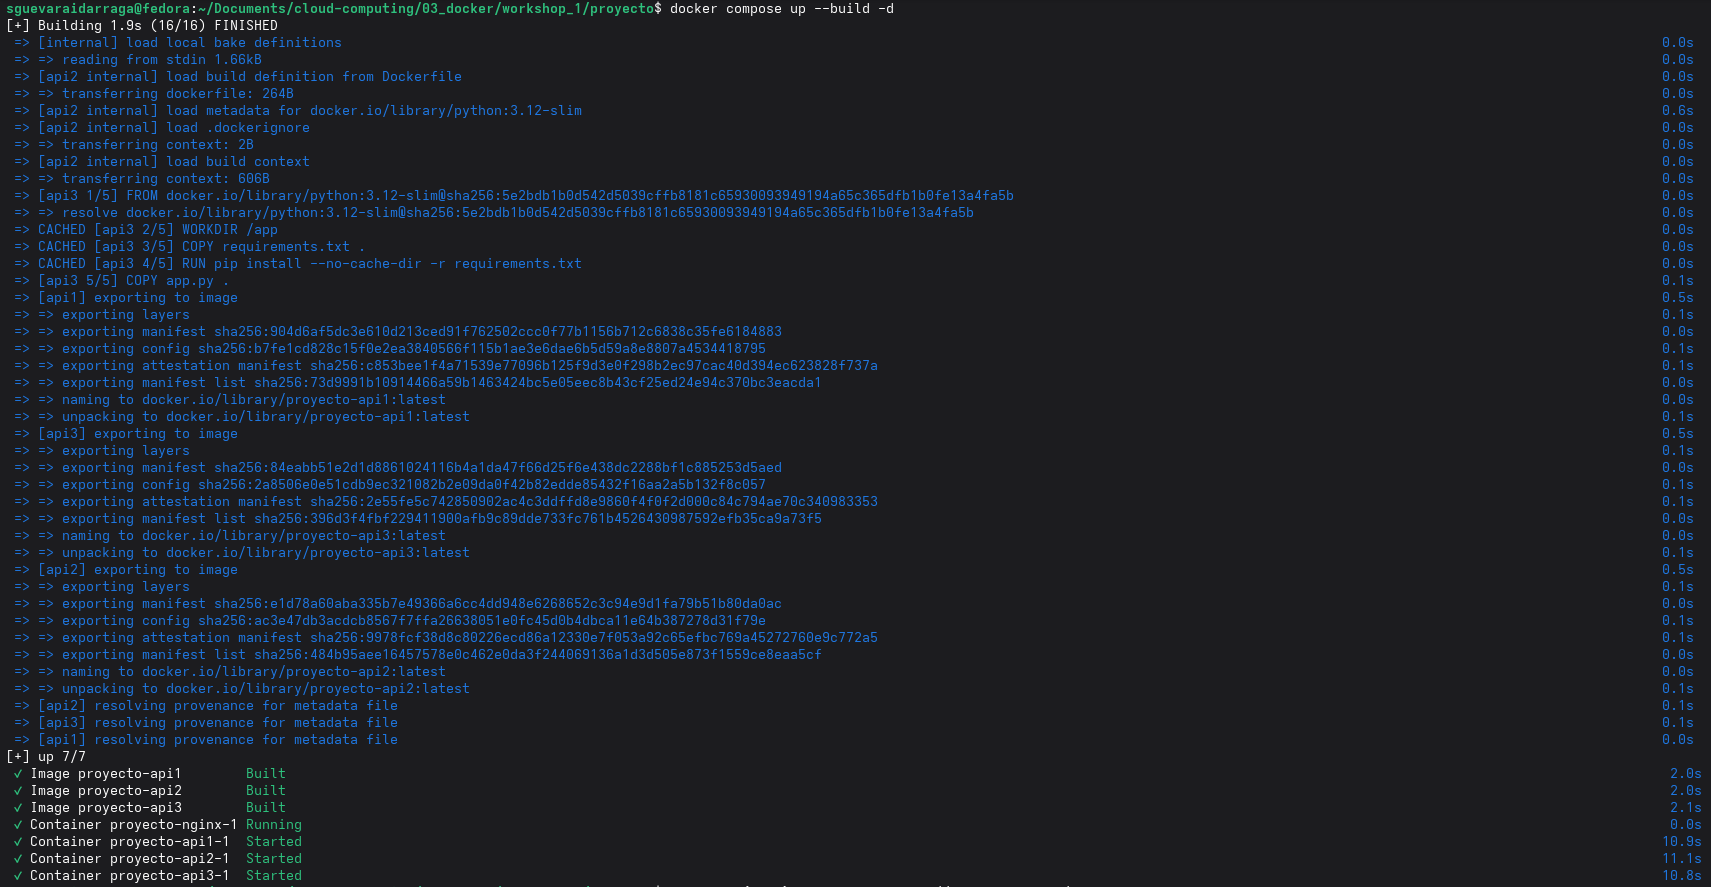 sguevaraidarraga@fedora:~/Documents/cloud-computing/03_docker/workshop_1/proyecto$ docker compose up --build -d
[+] Building 1.9s (16/16) FINISHED
=> [internal] load local bake definitions 0.0s
=> => reading from stdin 1.66kB 0.0s
=> [api2 internal] load build definition from Dockerfile 0.0s
=> => transferring dockerfile: 264B 0.0s
=> [api2 internal] load metadata for docker.io/library/python:3.12-slim 0.6s
=> [api2 internal] load .dockerignore 0.0s
=> => transferring context: 2B 0.0s
=> [api2 internal] load build context 0.0s
=> => transferring context: 606B 0.0s
=> [api3 1/5] FROM docker.io/library/python:3.12-slim@sha256:5e2bdb1b0d542d5039cffb8181c65930093949194a65c365dfb1b0fe13a4fa5b 0.0s
=> => resolve docker.io/library/python:3.12-slim@sha256:5e2bdb1b0d542d5039cffb8181c65930093949194a65c365dfb1b0fe13a4fa5b 0.0s
=> CACHED [api3 2/5] WORKDIR /app 0.0s
=> CACHED [api3 3/5] COPY requirements.txt . 0.0s
=> CACHED [api3 4/5] RUN pip install --no-cache-dir -r requirements.txt 0.0s
=> [api3 5/5] COPY app.py . 0.1s
=> [api1] exporting to image 0.5s
=> => exporting layers 0.1s
=> => exporting manifest sha256:904d6af5dc3e610d213ced91f762502ccc0f77b1156b712c6838c35fe6184883 0.0s
=> => exporting config sha256:b7fe1cd828c15f0e2ea3840566f115b1ae3e6dae6b5d59a8e8807a4534418795 0.1s
=> => exporting attestation manifest sha256:c853bee1f4a71539e77096b125f9d3e0f298b2ec97cac40d394ec623828f737a 0.1s
=> => exporting manifest list sha256:73d9991b10914466a59b1463424bc5e05eec8b43cf25ed24e94c370bc3eacda1 0.0s
=> => naming to docker.io/library/proyecto-api1:latest 0.0s
=> => unpacking to docker.io/library/proyecto-api1:latest 0.1s
=> [api3] exporting to image 0.5s
=> => exporting layers 0.1s
=> => exporting manifest sha256:84eabb51e2d1d8861024116b4a1da47f66d25f6e438dc2288bf1c885253d5aed 0.0s
=> => exporting config sha256:2a8506e0e51cdb9ec321082b2e09da0f42b82edde85432f16aa2a5b132f8c057 0.1s
=> => exporting attestation manifest sha256:2e55fe5c742850902ac4c3ddffd8e9860f4f0f2d000c84c794ae70c340983353 0.1s
=> => exporting manifest list sha256:396d3f4fbf229411900afb9c89dde733fc761b4526430987592efb35ca9a73f5 0.0s
=> => naming to docker.io/library/proyecto-api3:latest 0.0s
=> => unpacking to docker.io/library/proyecto-api3:latest 0.1s
=> [api2] exporting to image 0.5s
=> => exporting layers 0.1s
=> => exporting manifest sha256:e1d78a60aba335b7e49366a6cc4dd948e6268652c3c94e9d1fa79b51b80da0ac 0.0s
=> => exporting config sha256:ac3e47db3acdcb8567f7ffa26638051e0fc45d0b4dbca11e64b387278d31f79e 0.1s
=> => exporting attestation manifest sha256:9978fcf38d8c80226ecd86a12330e7f053a92c65efbc769a45272760e9c772a5 0.1s
=> => exporting manifest list sha256:484b95aee16457578e0c462e0da3f244069136a1d3d505e873f1559ce8eaa5cf 0.0s
=> => naming to docker.io/library/proyecto-api2:latest 0.0s
=> => unpacking to docker.io/library/proyecto-api2:latest 0.1s
=> [api2] resolving provenance for metadata file 0.1s
=> [api3] resolving provenance for metadata file 0.1s
=> [api1] resolving provenance for metadata file 0.0s
[+] up 7/7
✓ Image proyecto-api1 Built 2.0s
✓ Image proyecto-api2 Built 2.0s
✓ Image proyecto-api3 Built 2.1s
✓ Container proyecto-nginx-1 Running 0.0s
✓ Container proyecto-api1-1 Started 10.9s
✓ Container proyecto-api2-1 Started 11.1s
✓ Container proyecto-api3-1 Started 10.8s